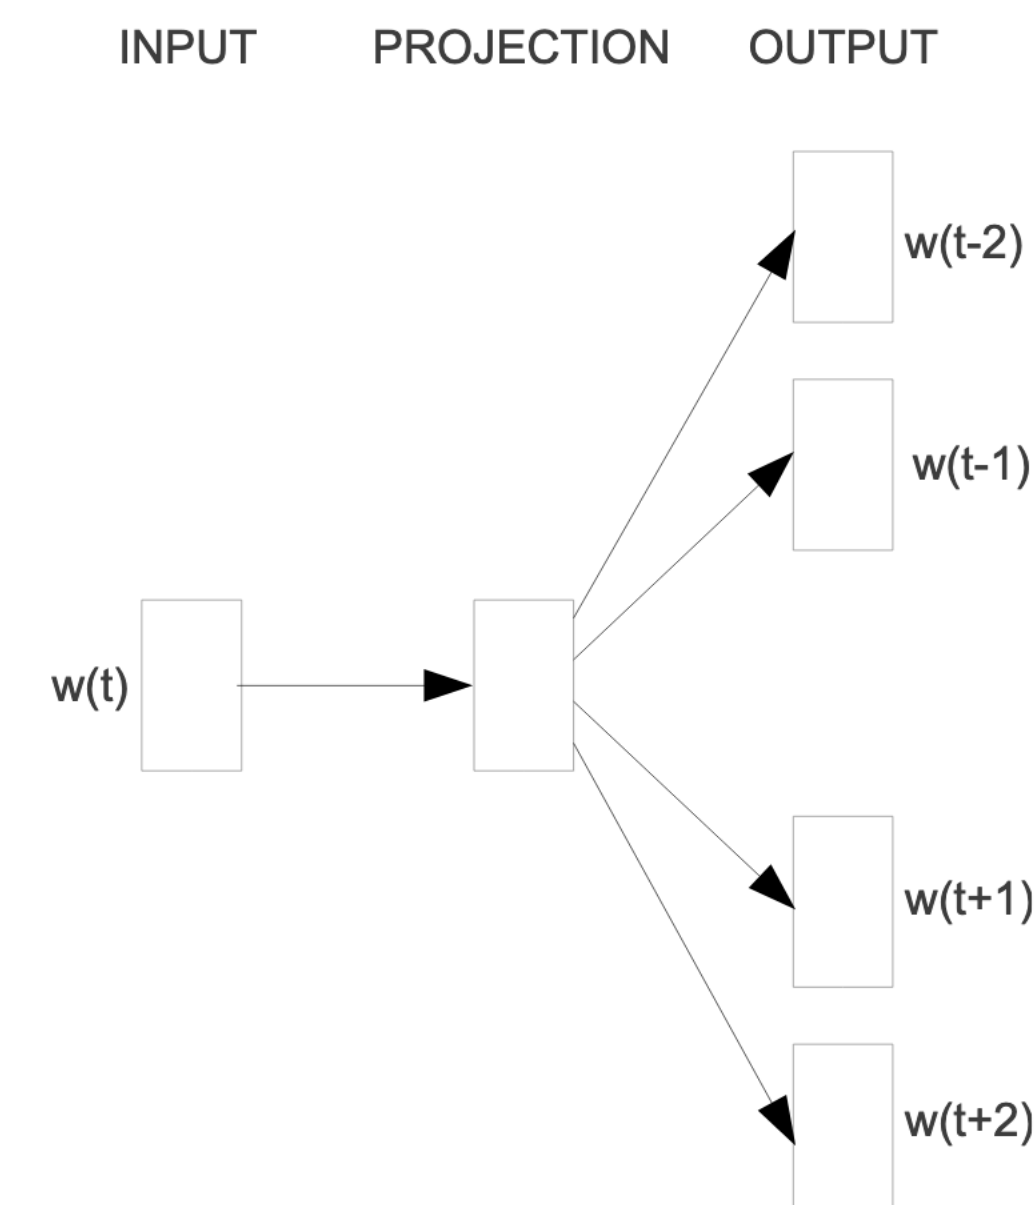 INPUT PROJECTION OUTPUT
w(t-2)
w(t-1)
w(t)
w(t+1)
w(t+2)